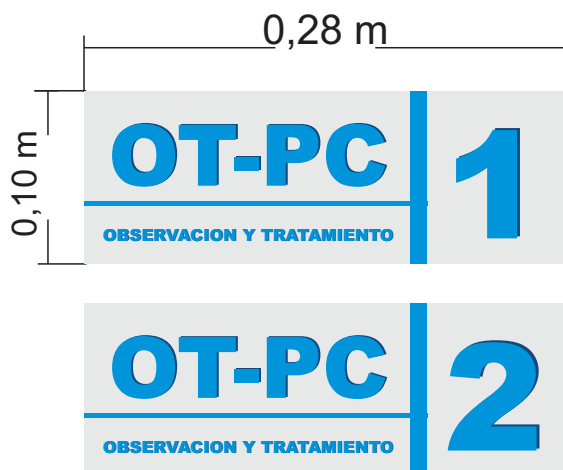 0,28 m
0,10 m
OT-PC 1
OBSERVACION Y TRATAMIENTO
OT-PC 2
OBSERVACION Y TRATAMIENTO